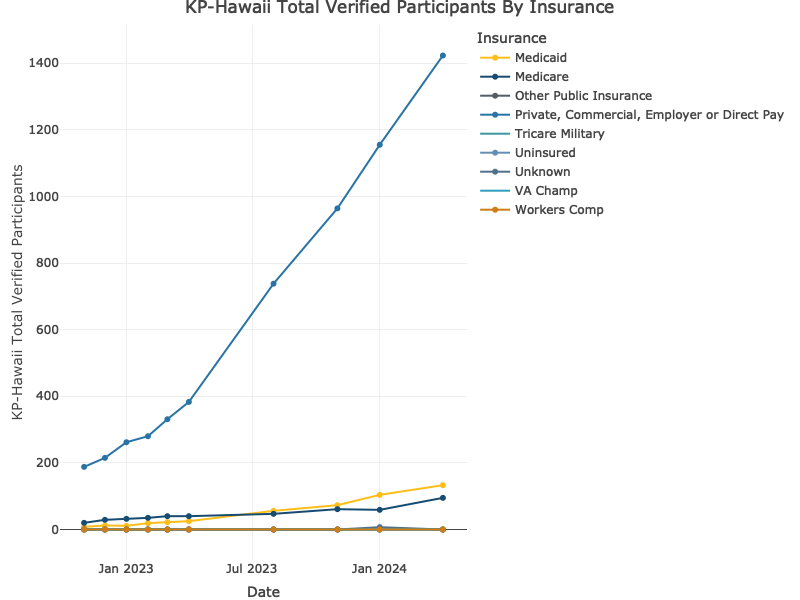 KP-Hawaii Total Verified Participants By Insurance
KP-Hawaii Total Verified Participants
1400
1200
1000
800
600
400
200
0
Jan 2023
Jul 2023
Jan 2024
Date
Insurance
Medicaid
Medicare
Other Public Insurance
Private, Commercial, Employer or Direct Pay
Tricare Military
Uninsured
Unknown
VA Champ
Workers Comp